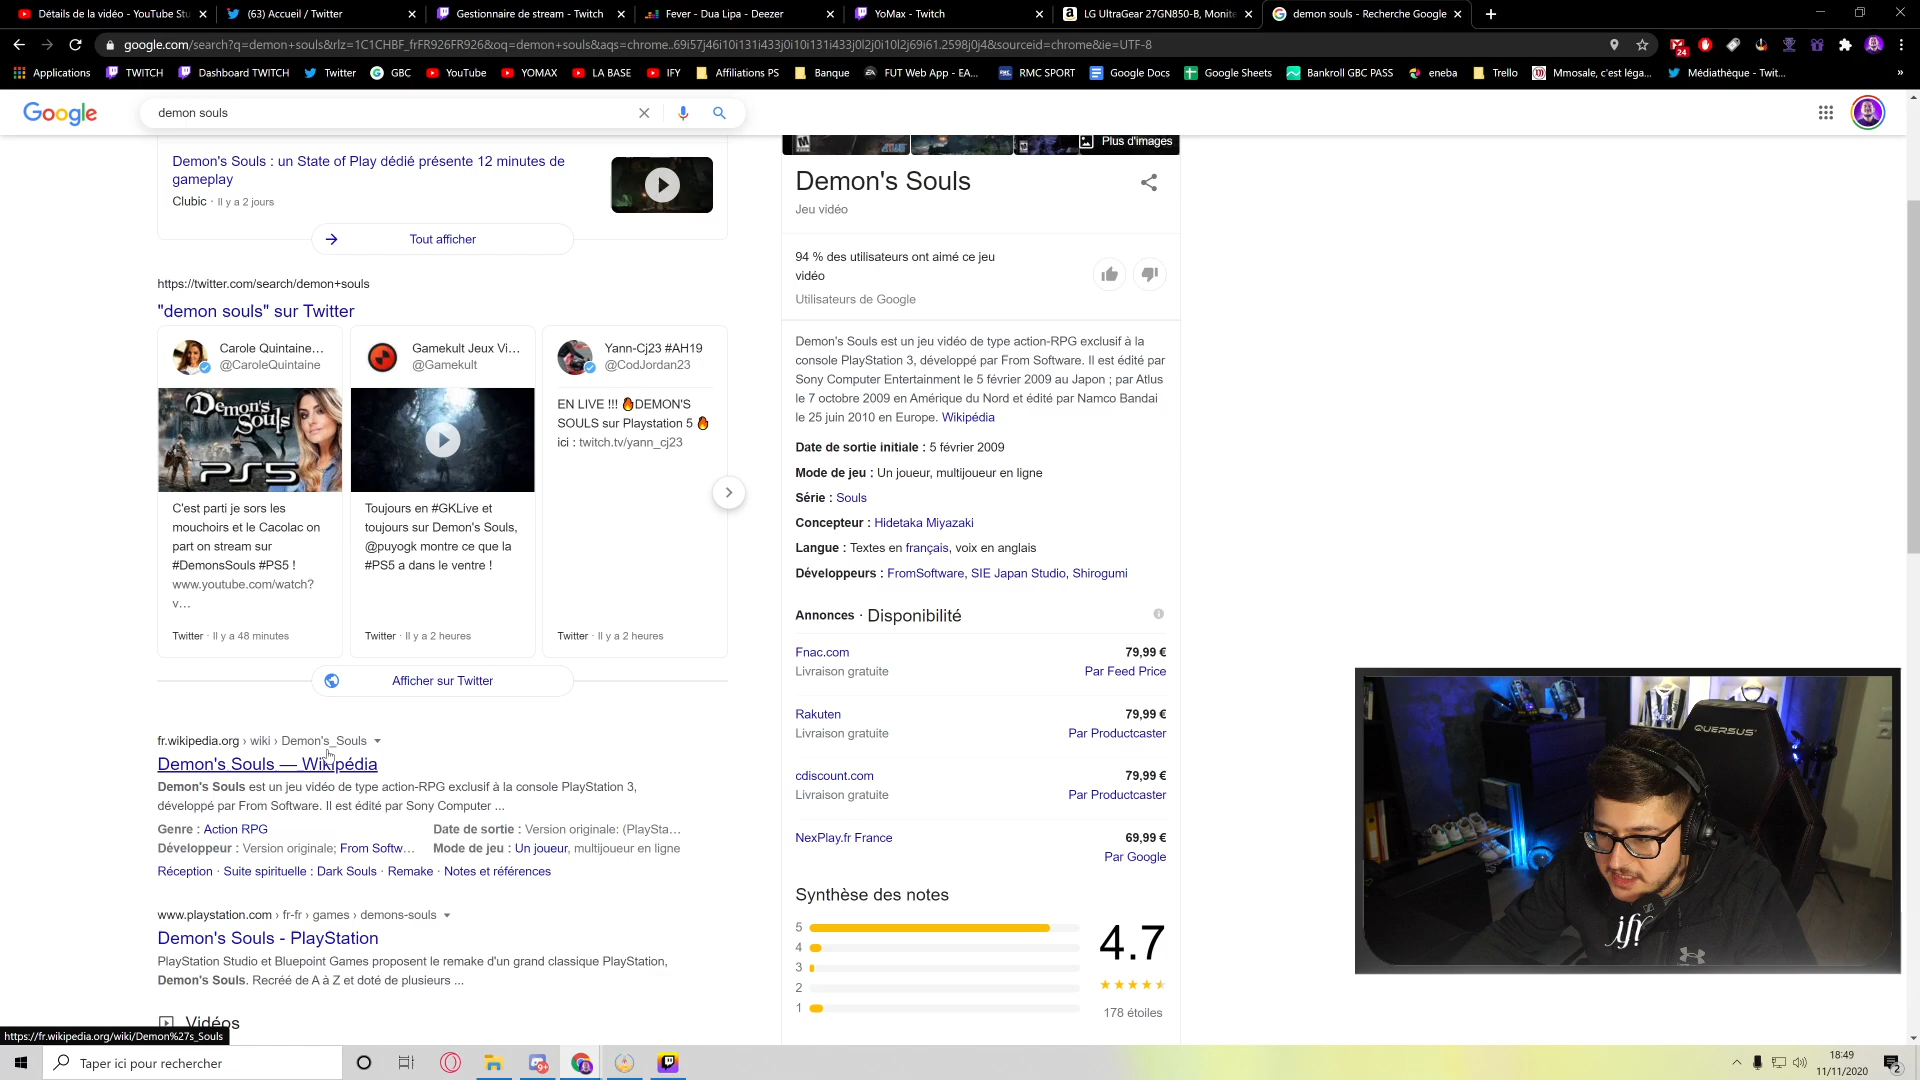 Détails de la vidéo - YouTube Stu
(63) Accueil / Twitter
Gestionnaire de stream - Twitch
Fever - Dua Lipa - Deezer
YoMax - Twitch
LG UltraGear 27GN850-B, Monite
demon souls - Recherche Google
google.com/search?q=demon+souls&rlz=1C1CHBF_frFR926FR926&oq=demon+souls&aqs=chrome..69i57j46i10i131i433j0i10i131i433j0l2j0i10l2j69i61.2598j0j4&sourceid=chrome&ie=UTF-8
24
Applications
TWITCH
Dashboard TWITCH
Twitter
GBC
YouTube
YOMAX
LA BASE
IFY
Affiliations PS
Banque
FUT Web App - EA...
RMC SPORT
Google Docs
Google Sheets
Bankroll GBC PASS
eneba
Trello
Mmosale, c'est léga...
Médiathèque - Twit...
»
Google
demon souls
Demon's Souls : un State of Play dédié présente 12 minutes de
gameplay
Clubic · Il y a 2 jours
Tout afficher
https://twitter.com/search/demon+souls
"demon souls" sur Twitter
Carole Quintaine...
@CaroleQuintaine
Demon's
Souls
PS5
C'est parti je sors les
mouchoirs et le Cacolac on
part on stream sur
#DemonsSouls #PS5 !
www.youtube.com/watch?
v...
Twitter · Il y a 48 minutes
Gamekult Jeux Vi...
@Gamekult
Toujours en #GKLive et
toujours sur Demon's Souls,
@puyogk montre ce que la
#PS5 a dans le ventre !
Twitter · Il y a 2 heures
Yann-Cj23 #AH19
@CodJordan23
EN LIVE !!! 🔥DEMON'S
SOULS sur Playstation 5 🔥
ici : twitch.tv/yann_cj23
Twitter · Il y a 2 heures
Afficher sur Twitter
fr.wikipedia.org › wiki › Demon's_Souls
Demon's Souls — Wikipédia
Demon's Souls est un jeu vidéo de type action-RPG exclusif à la console PlayStation 3,
développé par From Software. Il est édité par Sony Computer ...
Genre : Action RPG
Date de sortie : Version originale: (PlaySta...
Développeur : Version originale; From Softw...
Mode de jeu : Un joueur, multijoueur en ligne
Réception · Suite spirituelle : Dark Souls · Remake · Notes et références
www.playstation.com › fr-fr › games › demons-souls
Demon's Souls - PlayStation
PlayStation Studio et Bluepoint Games proposent le remake d'un grand classique PlayStation,
Demon's Souls. Recréé de A à Z et doté de plusieurs ...
Vidéos
https://fr.wikipedia.org/wiki/Demon%27s_Souls
Plus d'images
Demon's Souls
Jeu vidéo
94 % des utilisateurs ont aimé ce jeu
vidéo
Utilisateurs de Google
Demon's Souls est un jeu vidéo de type action-RPG exclusif à la
console PlayStation 3, développé par From Software. Il est édité par
Sony Computer Entertainment le 5 février 2009 au Japon ; par Atlus
le 7 octobre 2009 en Amérique du Nord et édité par Namco Bandai
le 25 juin 2010 en Europe. Wikipédia
Date de sortie initiale : 5 février 2009
Mode de jeu : Un joueur, multijoueur en ligne
Série : Souls
Concepteur : Hidetaka Miyazaki
Langue : Textes en français, voix en anglais
Développeurs : FromSoftware, SIE Japan Studio, Shirogumi
Annonces · Disponibilité
Fnac.com
79,99 €
Livraison gratuite
Par Feed Price
Rakuten
79,99 €
Livraison gratuite
Par Productcaster
cdiscount.com
79,99 €
Livraison gratuite
Par Productcaster
NexPlay.fr France
69,99 €
Par Google
Synthèse des notes
5
4
3
2
1
4.7
178 étoiles
QUERSUS
ify
Taper ici pour rechercher
18:49
11/11/2020
2